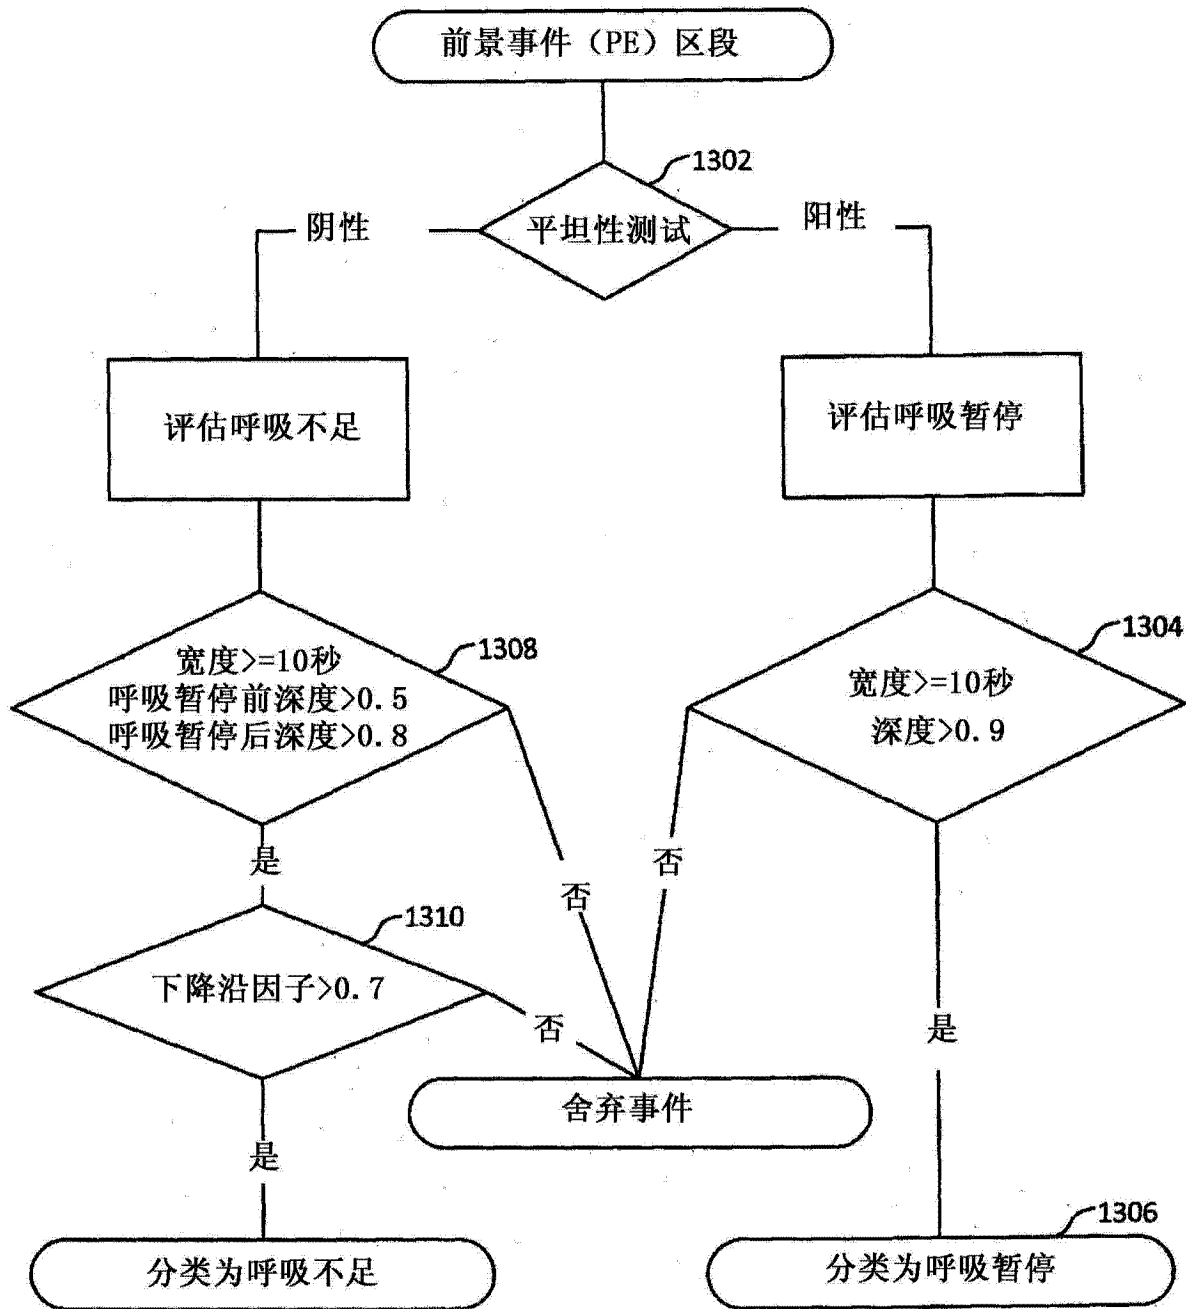 前景事件（PE）区段
1302
平坦性测试
阴性
阳性
评估呼吸不足
评估呼吸暂停
1308
宽度>=10秒
呼吸暂停前深度>0.5
呼吸暂停后深度>0.8
1304
宽度>=10秒
深度>0.9
是
否
否
1310
下降沿因子>0.7
否
是
舍弃事件
是
分类为呼吸不足
1306
分类为呼吸暂停